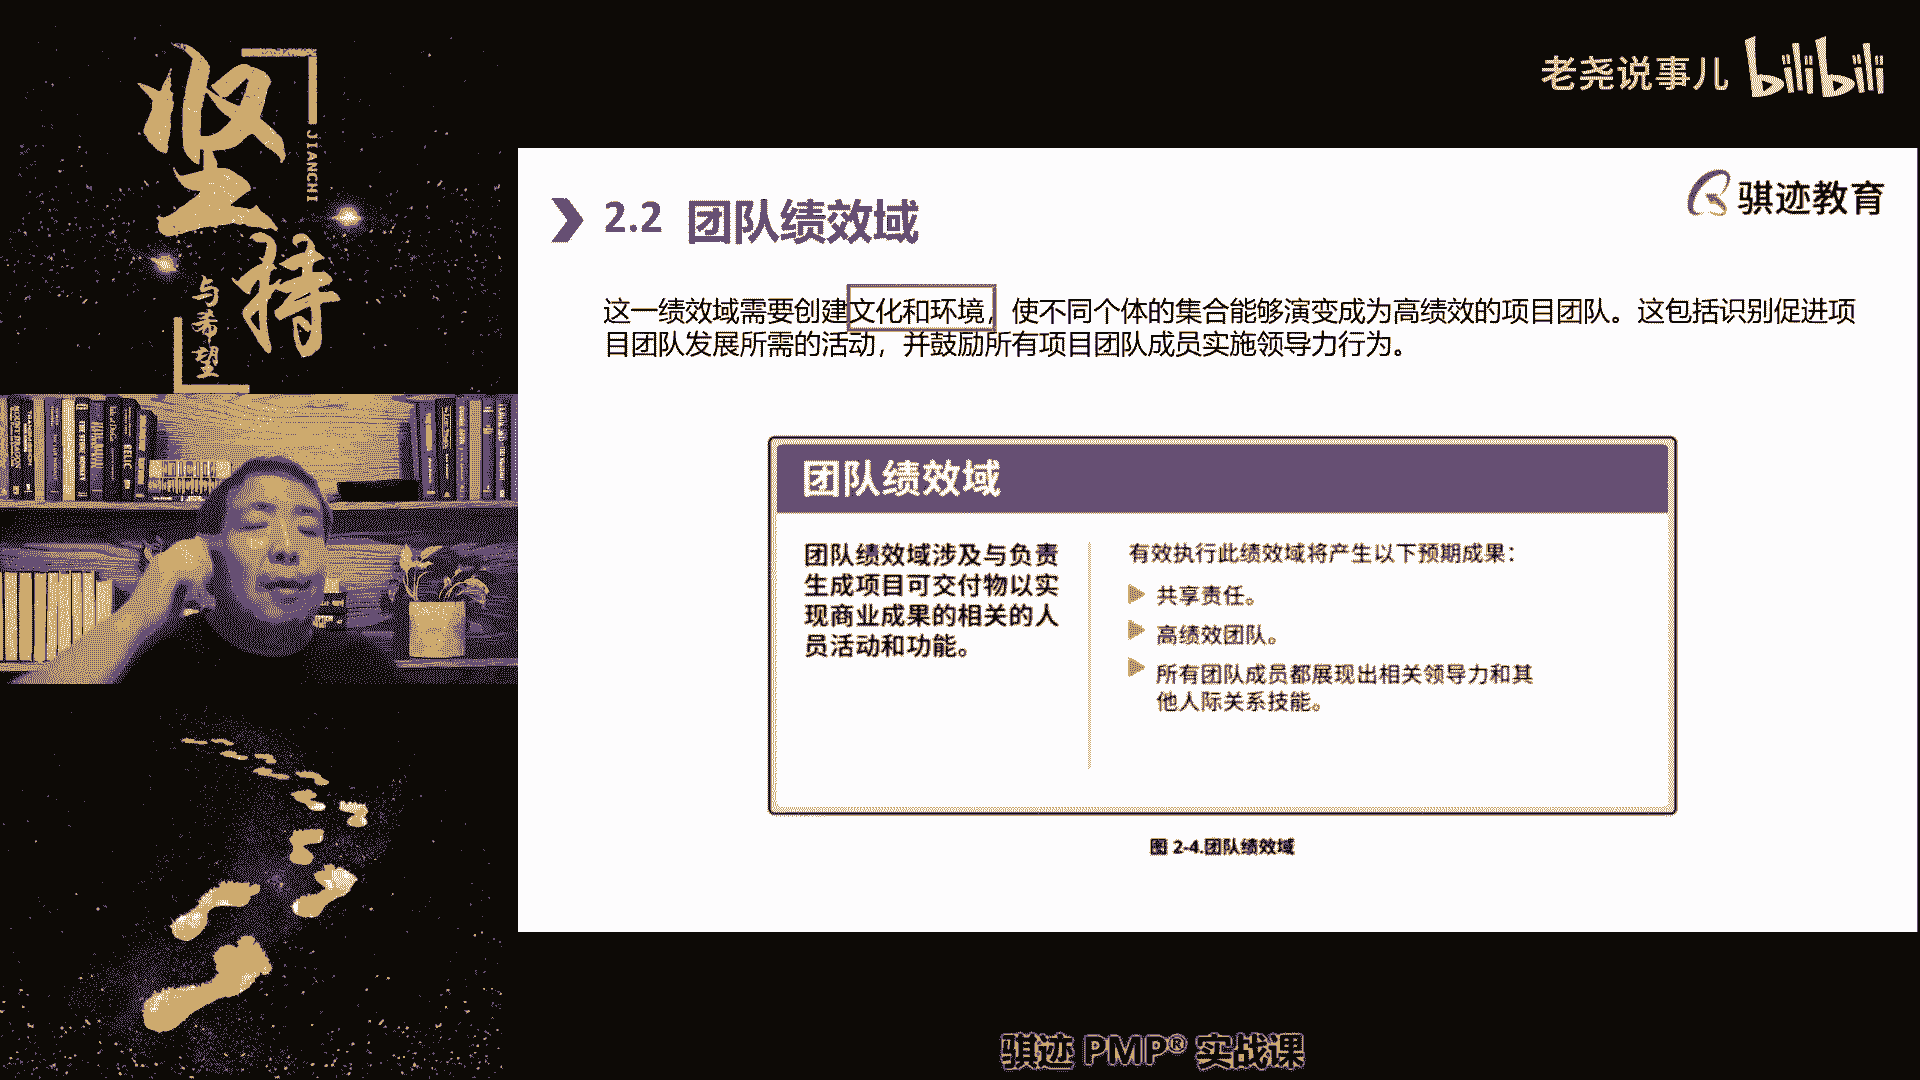 坚持
JIANCHI
与希望
老尧说事儿 bilibili
骐迹教育
2.2 团队绩效域
这一绩效域需要创建文化和环境，使不同个体的集合能够演变成为高绩效的项目团队。这包括识别促进项
目团队发展所需的活动，并鼓励所有项目团队成员实施领导力行为。
团队绩效域
团队绩效域涉及与负责
生成项目可交付物以实
现商业成果的相关的人
员活动和功能。
有效执行此绩效域将产生以下预期成果：
共享责任。
高绩效团队。
所有团队成员都展现出相关领导力和其
他人际关系技能。
图 2-4.团队绩效域
骐迹 PMP® 实战课